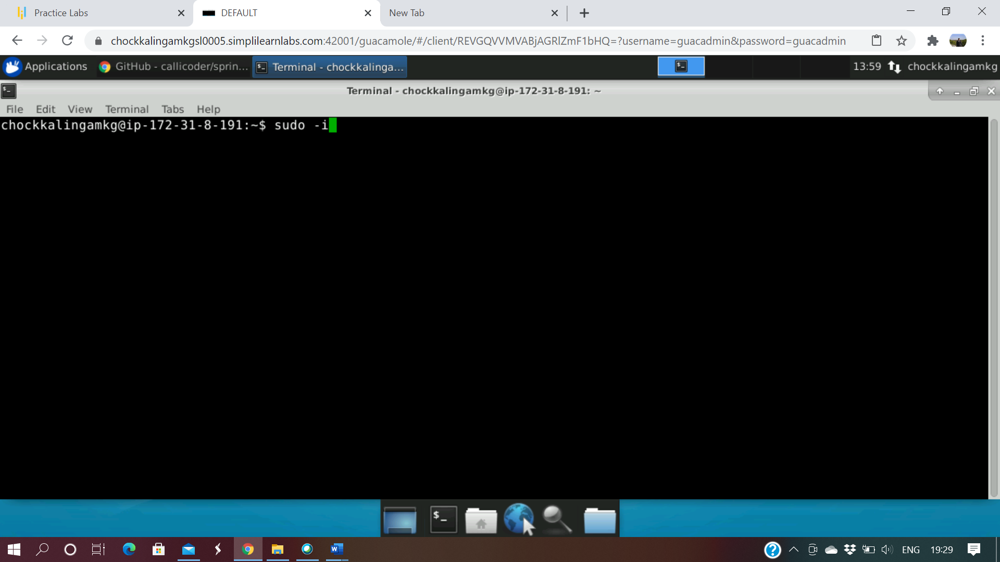 Practice Labs
DEFAULT
New Tab
chockkalingamkgsl0005.simplilearnlabs.com:42001/guacamole/#/client/REVGQVVMVABjAGRlZmF1bHQ=?username=guacadmin&password=guacadmin
Applications
GitHub - callicoder/sprin...
Terminal - chockkalinga...
13:59
chockkalingamkg
Terminal - chockkalingamkg@ip-172-31-8-191: ~
File Edit View Terminal Tabs Help
chockkalingamkg@ip-172-31-8-191:~$ sudo -i
ENG
19:29